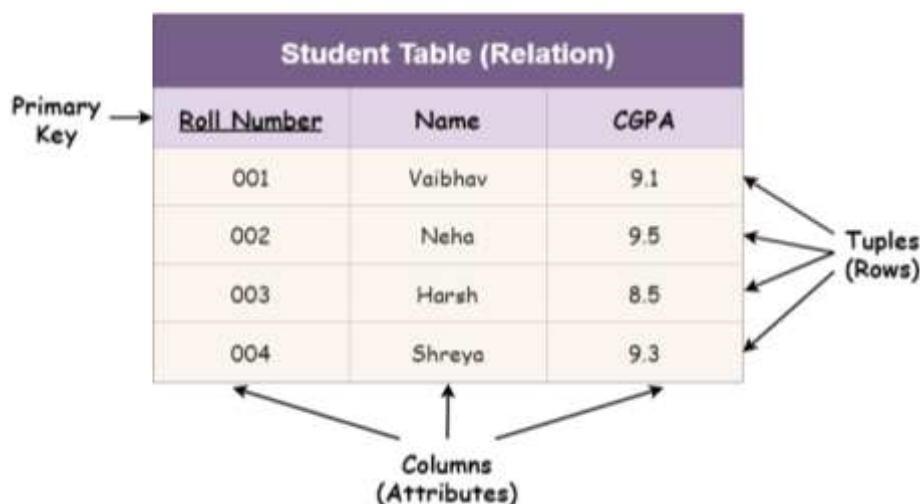 Student Table (Relation)
Primary
Key
Roll Number Name CGPA
001 Vaibhav 9.1
002 Neha 9.5
003 Harsh 8.5
004 Shreya 9.3
Tuples
(Rows)
Columns
(Attributes)